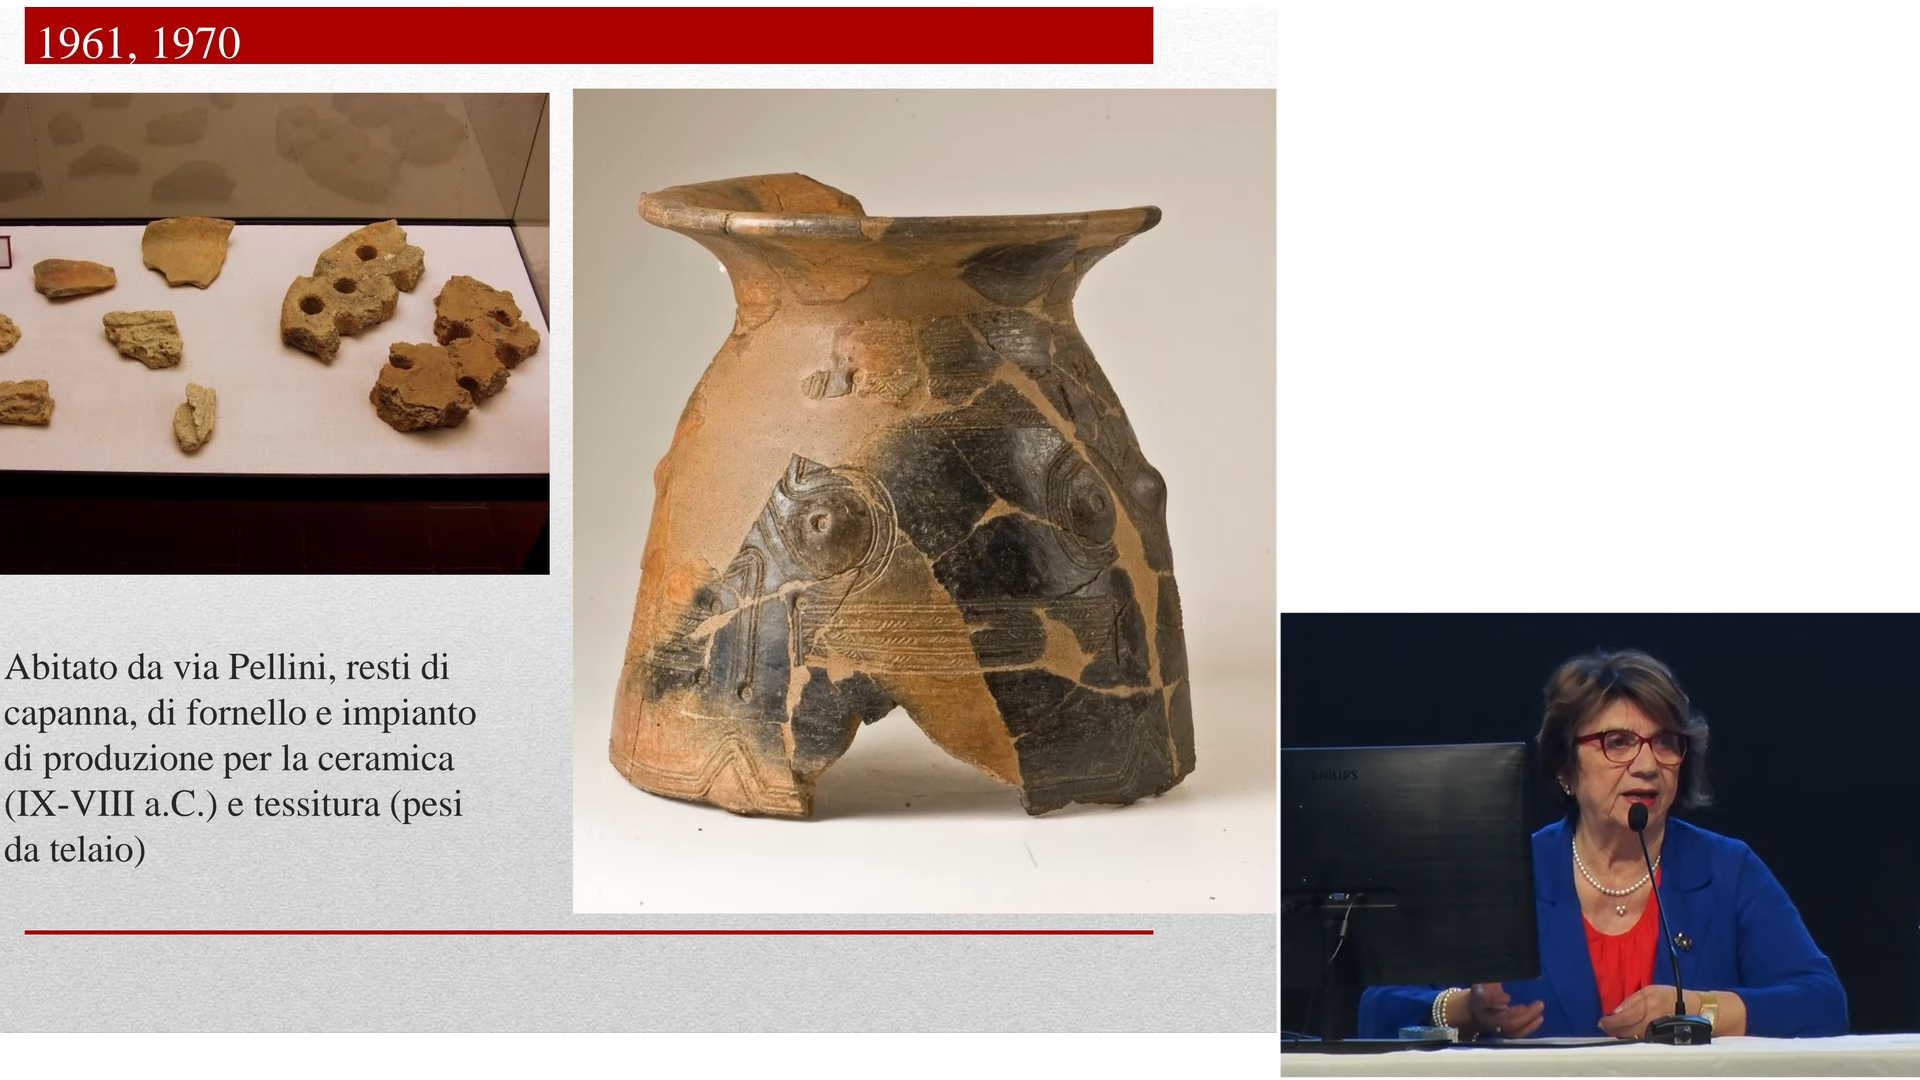 1961, 1970
Abitato da via Pellini, resti di
capanna, di fornello e impianto
di produzione per la ceramica
(IX-VIII a.C.) e tessitura (pesi
da telaio)
PHILIPS